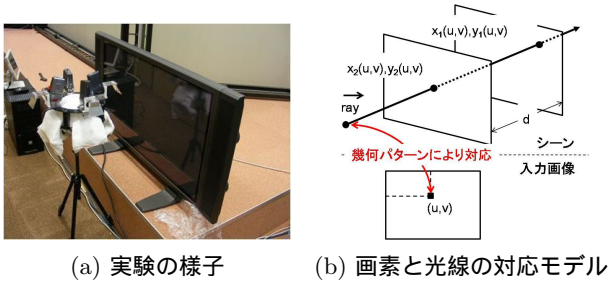 x₁(u,v),y₁(u,v)
x₂(u,v),y₂(u,v)
ray
d
シーン
幾何パターンにより対応
入力画像
(u,v)
(a) 実験の様子
(b) 画素と光線の対応モデル